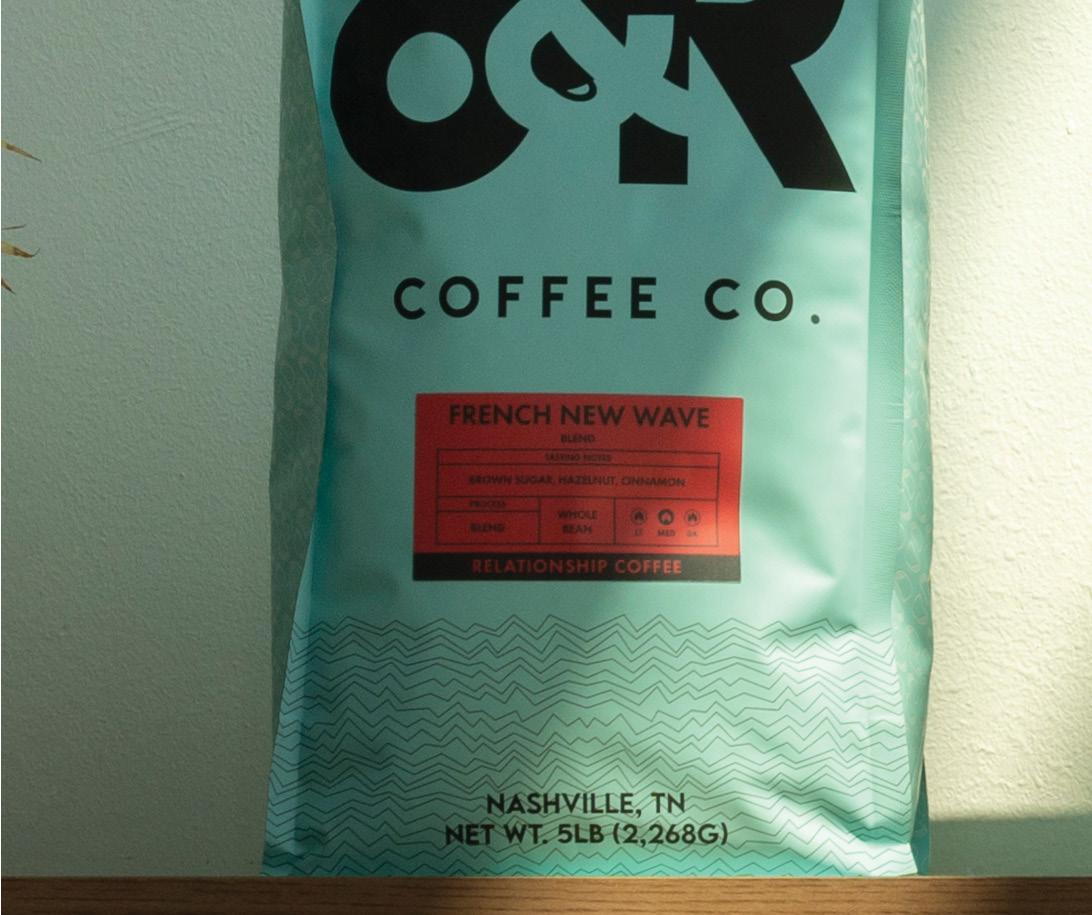 &R
COFFEE CO.
FRENCH NEW WAVE
BLEND
TASTING NOTES
BROWN SUGAR, HAZELNUT, CINNAMON
PROCESS
BLEND
WHOLE
BEAN
LT MED DK
RELATIONSHIP COFFEE
NASHVILLE, TN
NET WT. 5LB (2,268G)